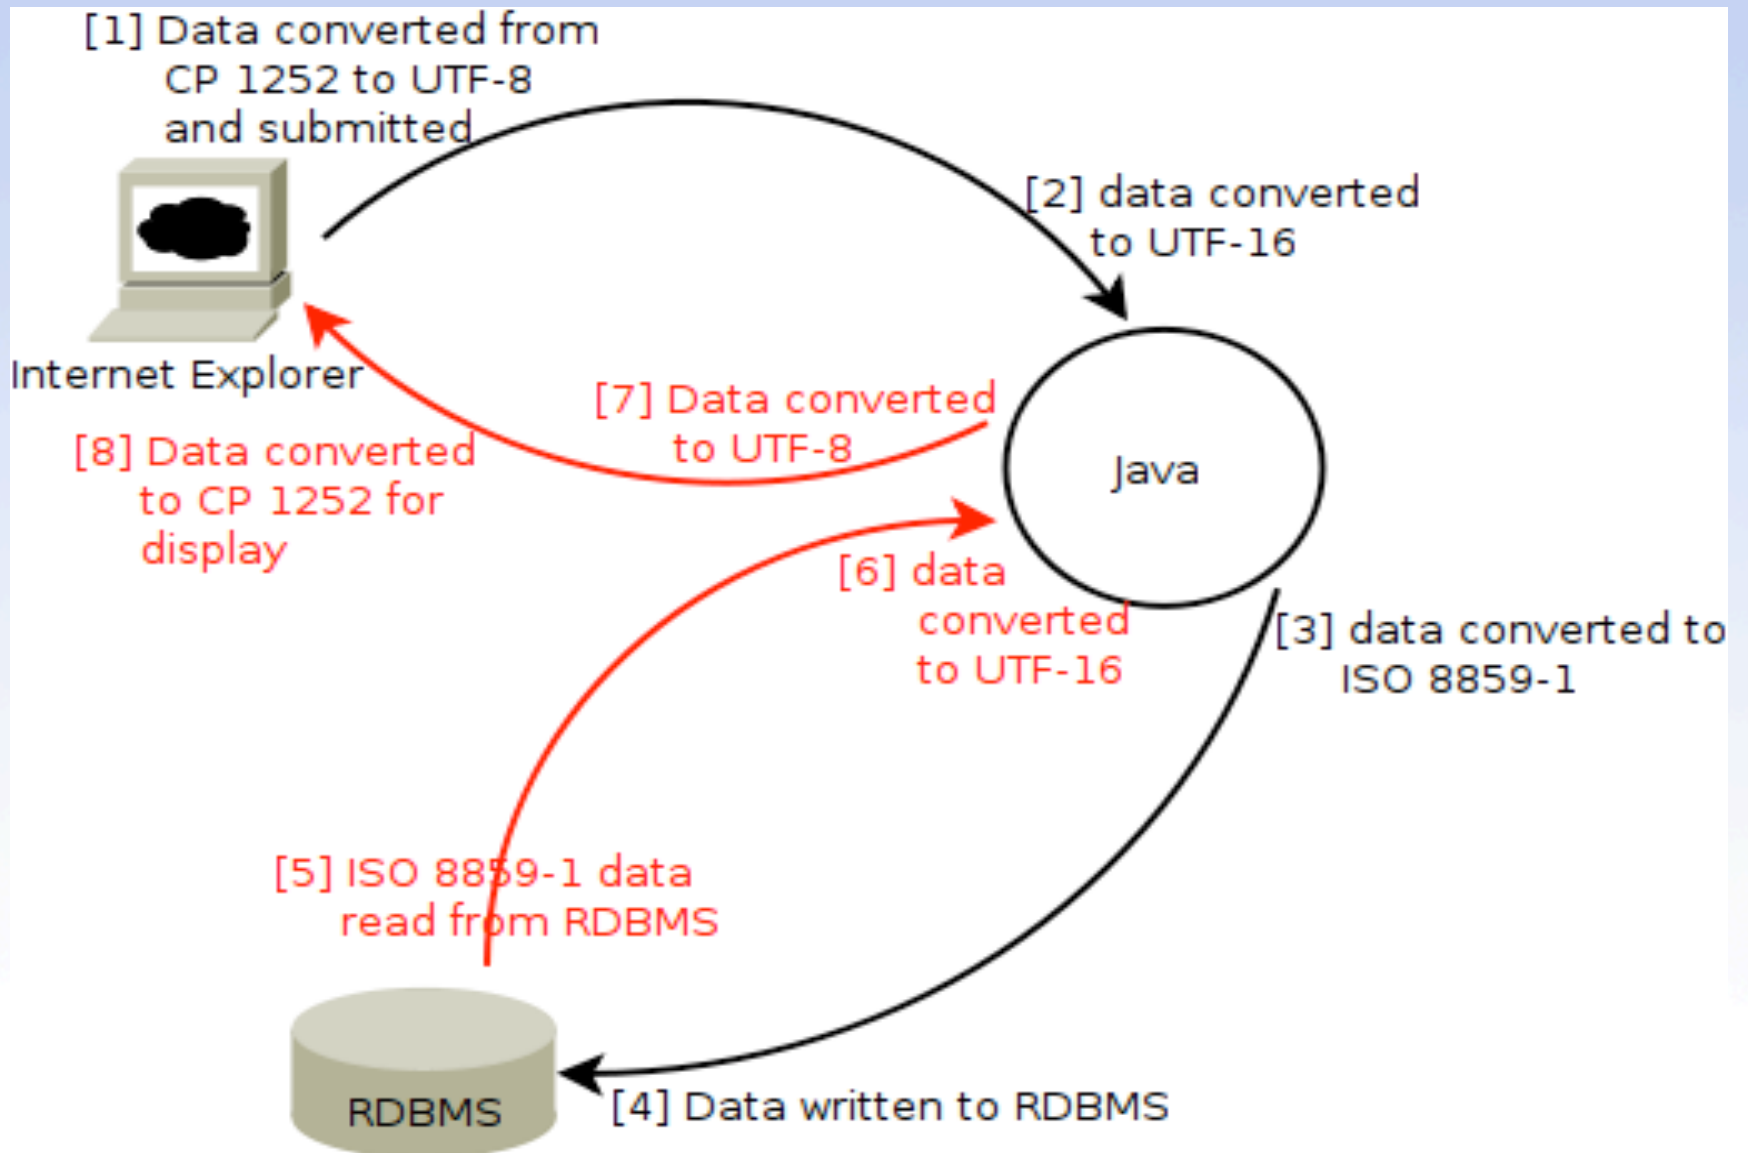 [1] Data converted from
CP 1252 to UTF-8
and submitted
[2] data converted
to UTF-16
Internet Explorer
[7] Data converted
to UTF-8
[8] Data converted
to CP 1252 for
display
Java
[6] data
converted
to UTF-16
[3] data converted to
ISO 8859-1
[5] ISO 8859-1 data
read from RDBMS
RDBMS
[4] Data written to RDBMS